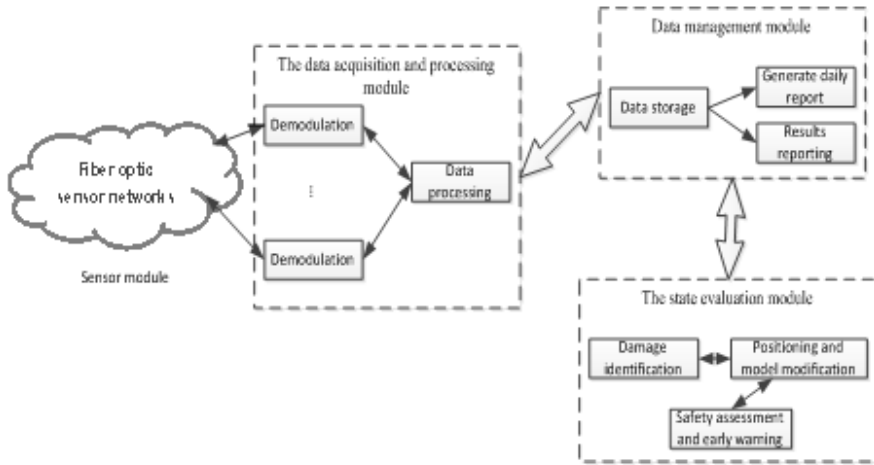 Fiber optic
sensor networks
Sensor module
The data acquisition and processing
module
Demodulation
...
Demodulation
Data
processing
Data management module
Data storage
Generate daily
report
Results
reporting
The state evaluation module
Damage
identification
Positioning and
model modification
Safety assessment
and early warning